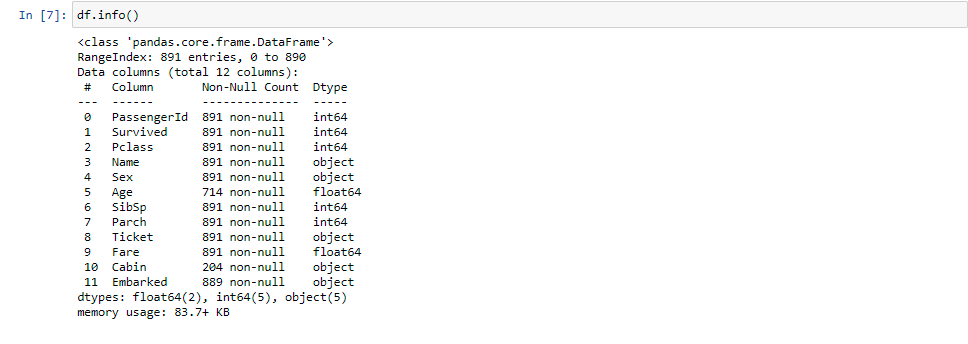 In [7]: df.info()
<class 'pandas.core.frame.DataFrame'>
RangeIndex: 891 entries, 0 to 890
Data columns (total 12 columns):
 #   Column       Non-Null Count  Dtype
---  ------       --------------  -----
 0   PassengerId  891 non-null    int64
 1   Survived     891 non-null    int64
 2   Pclass       891 non-null    int64
 3   Name         891 non-null    object
 4   Sex          891 non-null    object
 5   Age          714 non-null    float64
 6   SibSp        891 non-null    int64
 7   Parch        891 non-null    int64
 8   Ticket       891 non-null    object
 9   Fare         891 non-null    float64
 10  Cabin        204 non-null    object
 11  Embarked     889 non-null    object
dtypes: float64(2), int64(5), object(5)
memory usage: 83.7+ KB